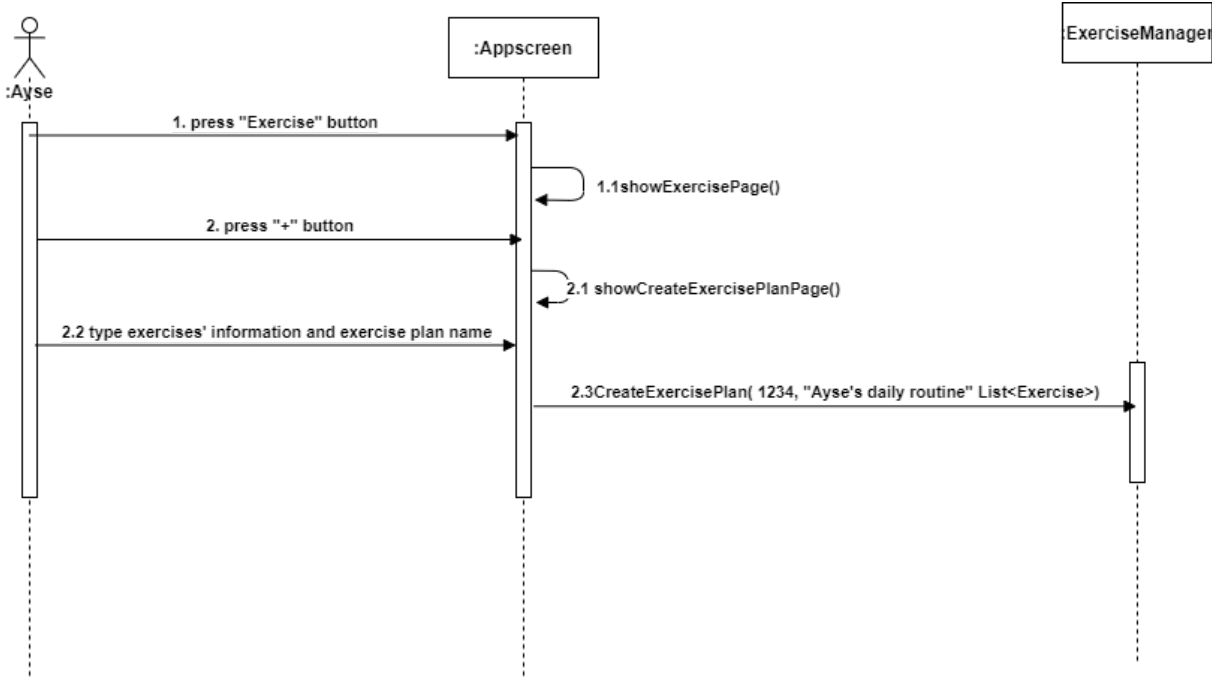 :Appscreen
:ExerciseManager
:Ayse
1. press "Exercise" button
1.1showExercisePage()
2. press "+" button
2.1 showCreateExercisePlanPage()
2.2 type exercises' information and exercise plan name
2.3CreateExercisePlan( 1234, "Ayse's daily routine" List<Exercise>)